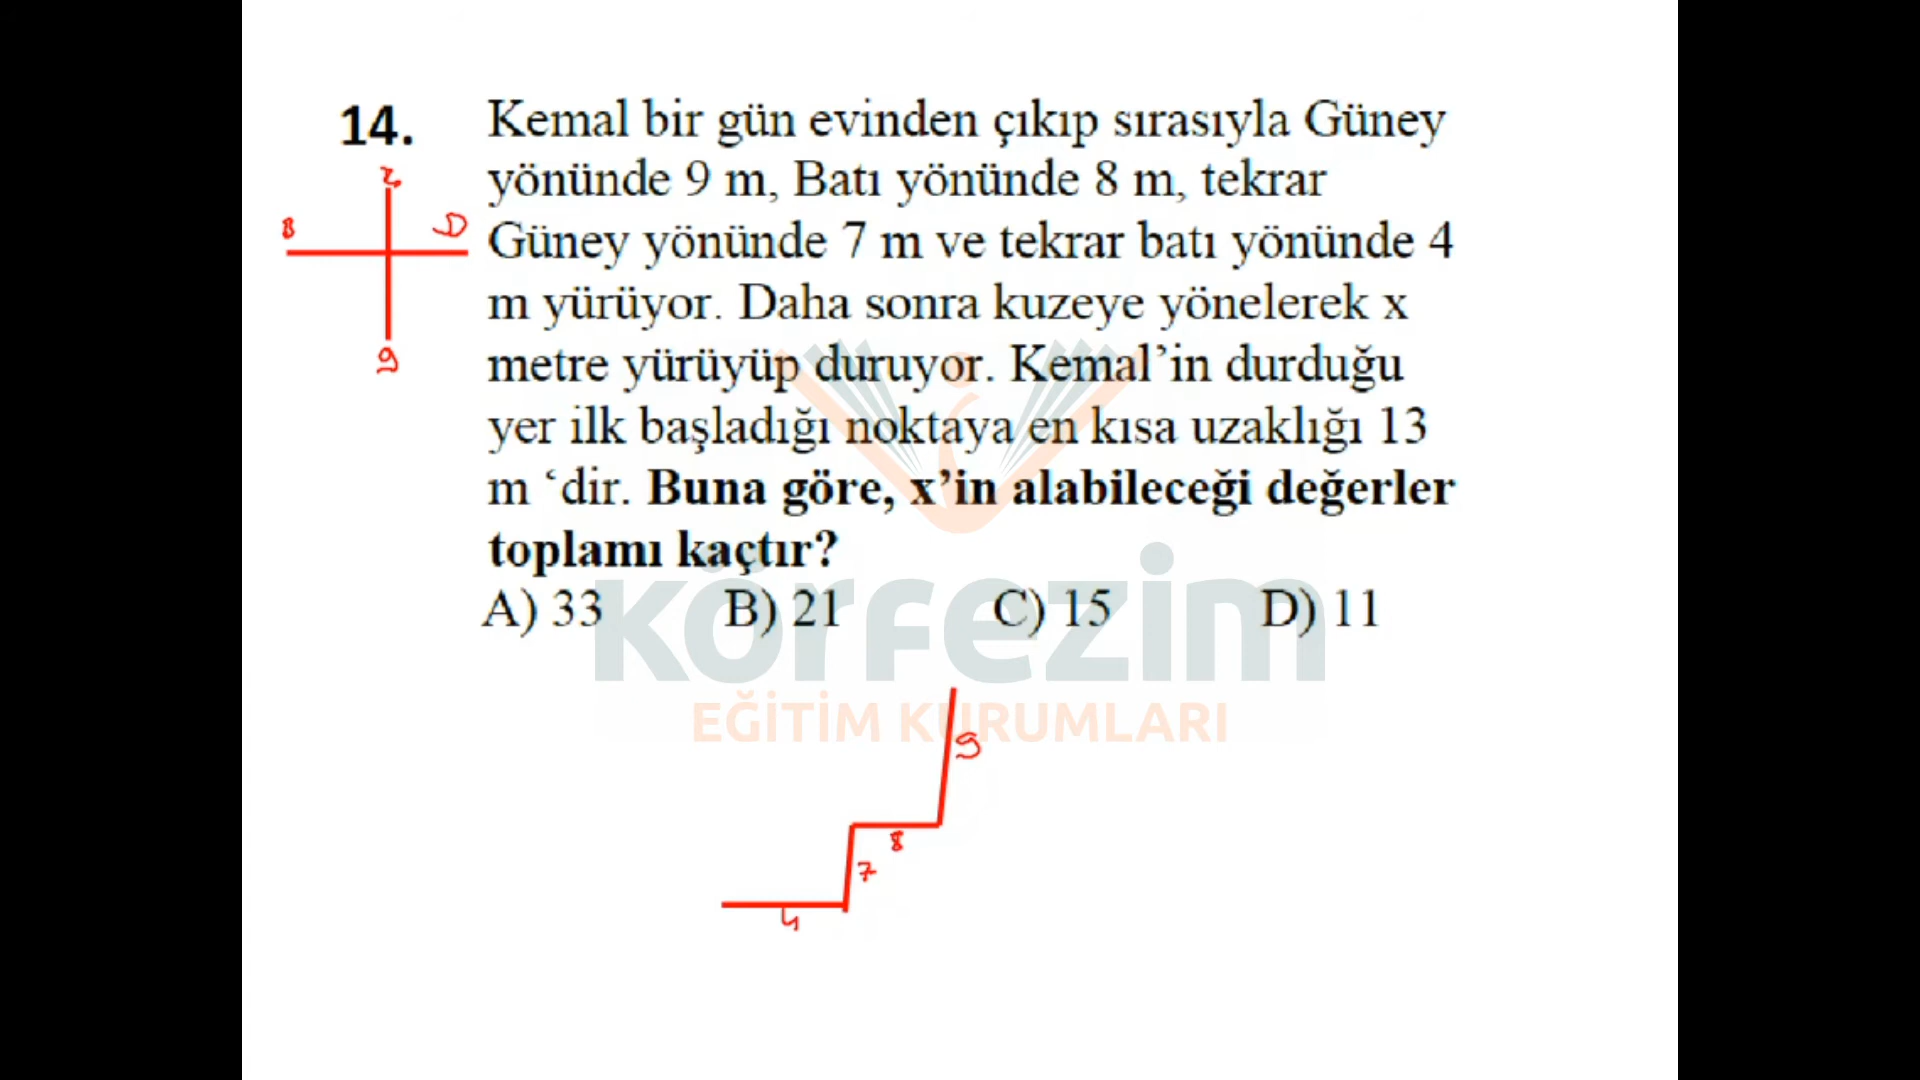 14. Kemal bir gün evinden çıkıp sırasıyla Güney
yönünde 9 m, Batı yönünde 8 m, tekrar
Güney yönünde 7 m ve tekrar batı yönünde 4
m yürüyor. Daha sonra kuzeye yönelerek x
metre yürüyüp duruyor. Kemal’in durduğu
yer ilk başladığı noktaya en kısa uzaklığı 13
m ‘dir. Buna göre, x’in alabileceği değerler
toplamı kaçtır?
A) 33 B) 21 C) 15 D) 11
B D
körfezim
EĞİTİM KURUMLARI
9
8
7
4